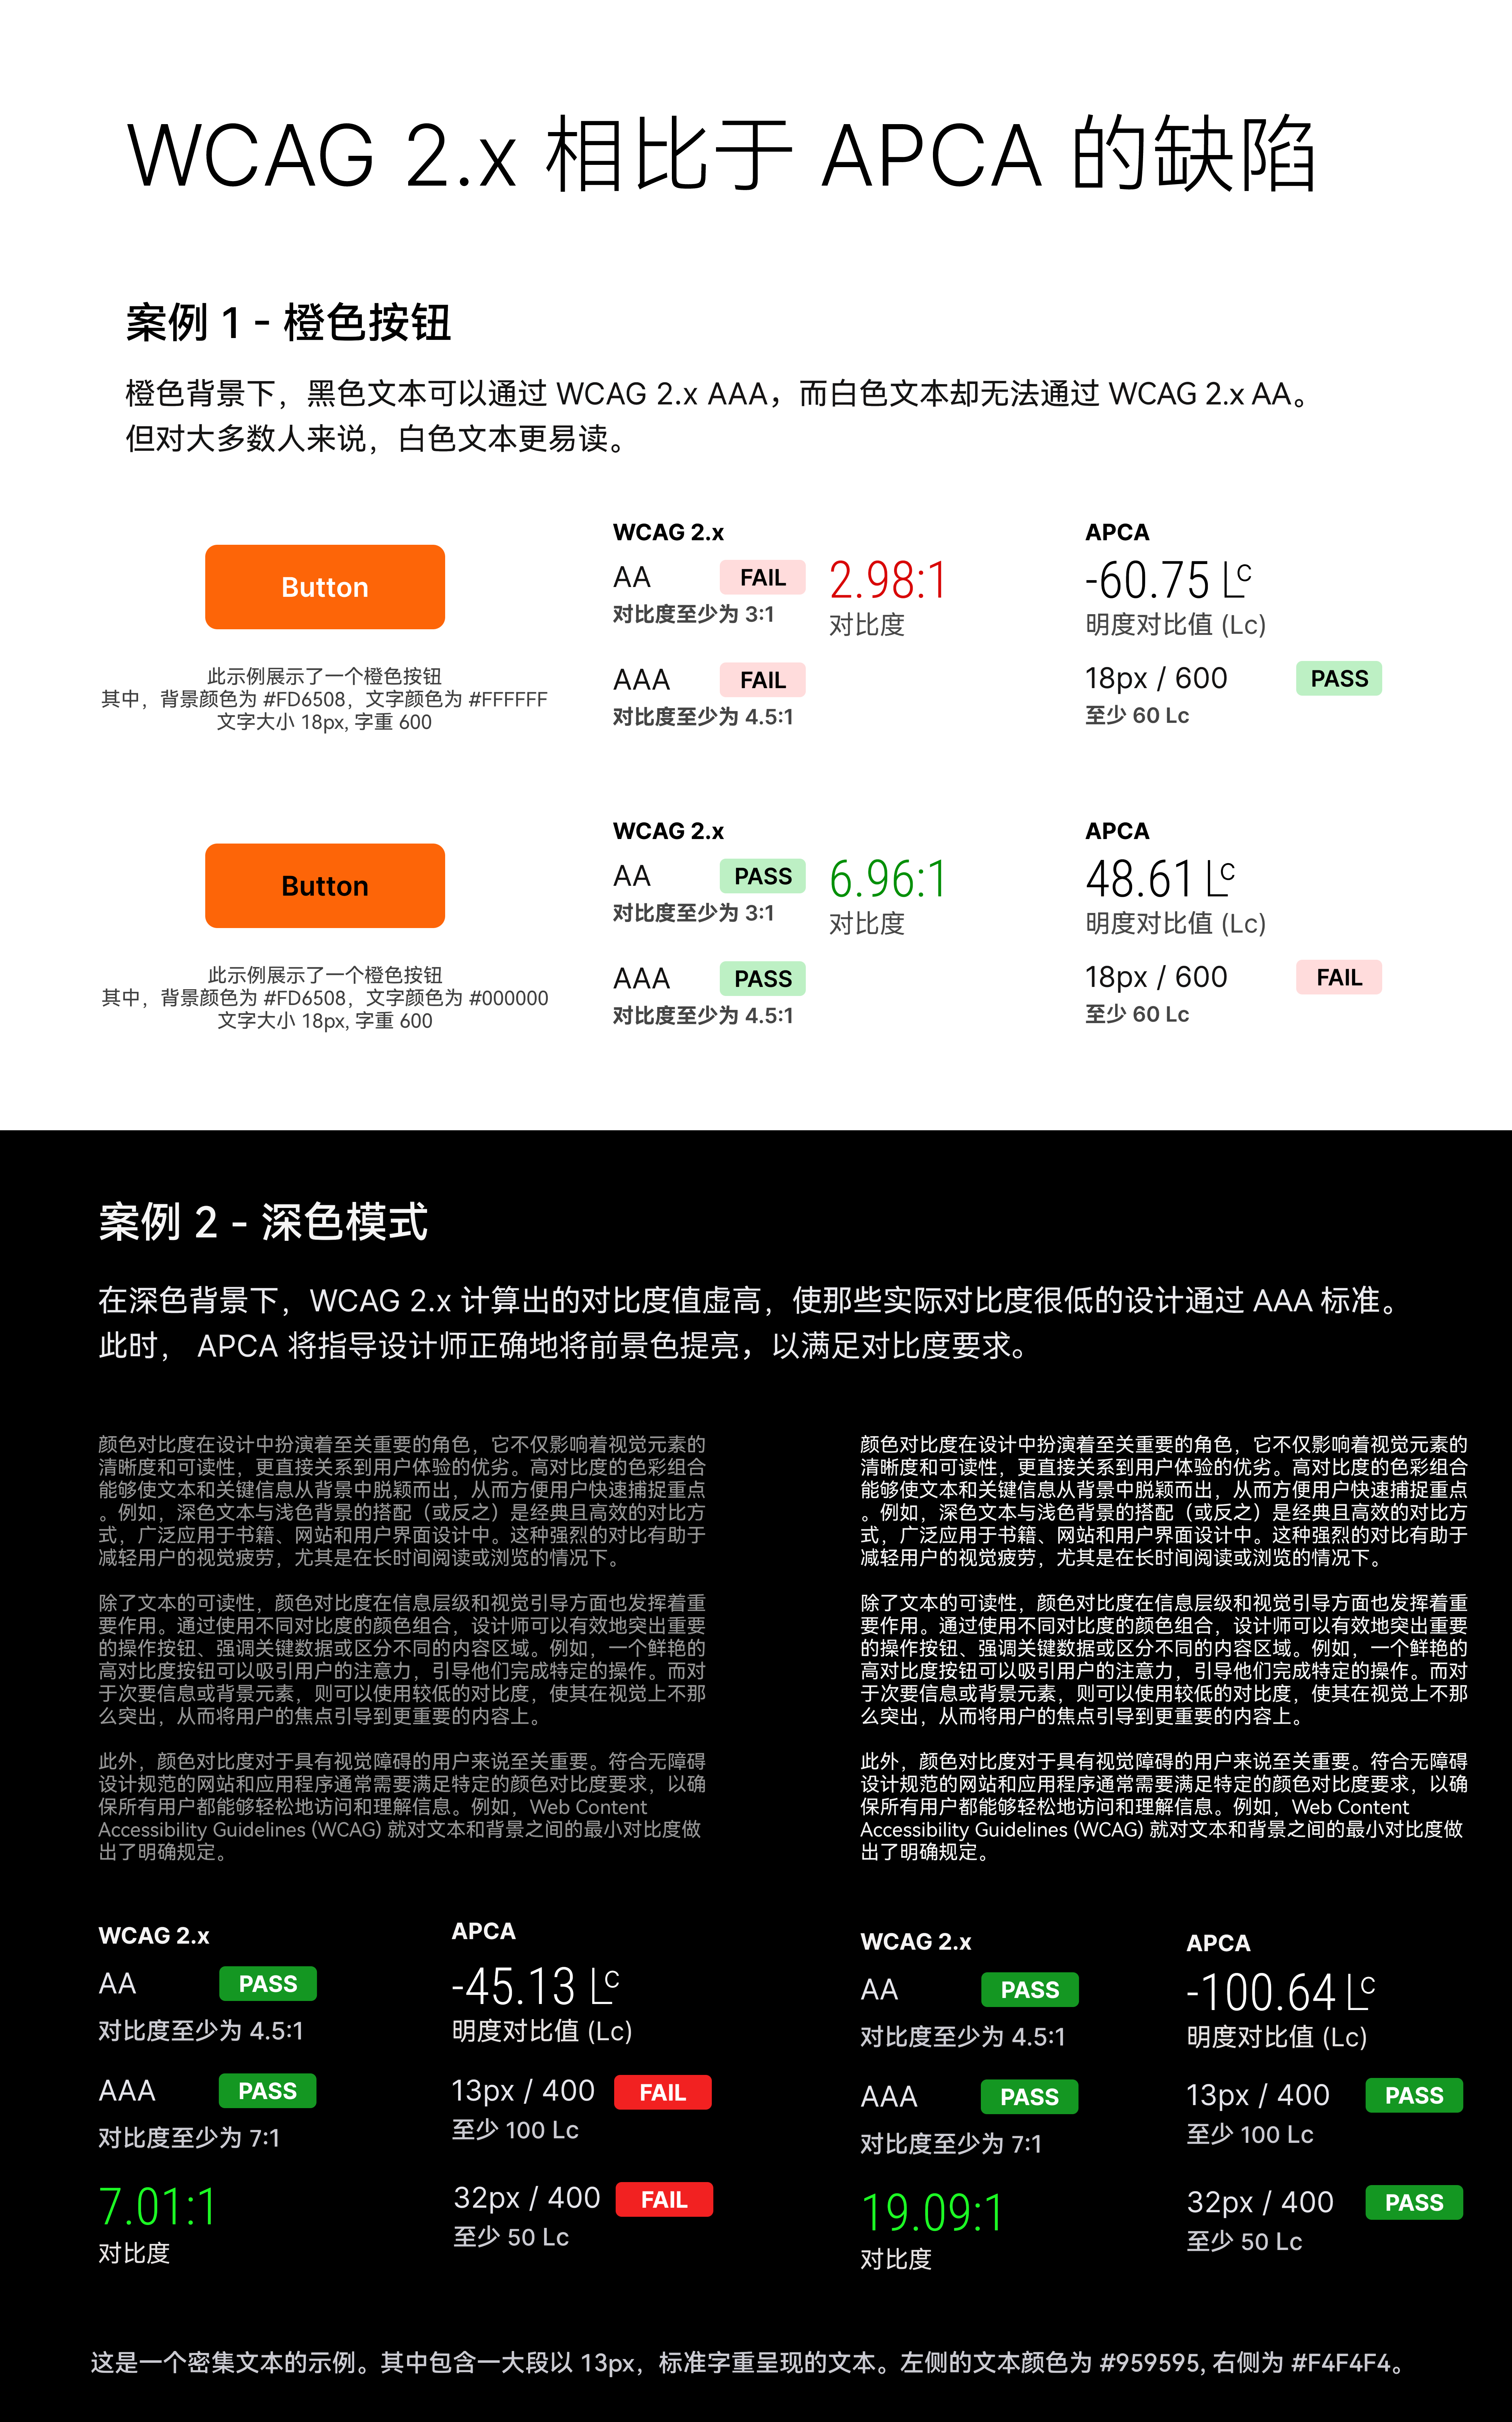 WCAG 2.x 相比于 APCA 的缺陷
案例 1 - 橙色按钮
橙色背景下，黑色文本可以通过 WCAG 2.x AAA，而白色文本却无法通过 WCAG 2.x AA。
但对大多数人来说，白色文本更易读。
Button
此示例展示了一个橙色按钮
其中，背景颜色为 #FD6508，文字颜色为 #FFFFFF
文字大小 18px, 字重 600
WCAG 2.x
AA FAIL 2.98:1
对比度至少为 3:1 对比度
AAA FAIL
对比度至少为 4.5:1
APCA
-60.75 Lc
明度对比值 (Lc)
18px / 600 PASS
至少 60 Lc
Button
此示例展示了一个橙色按钮
其中，背景颜色为 #FD6508，文字颜色为 #000000
文字大小 18px, 字重 600
WCAG 2.x
AA PASS 6.96:1
对比度至少为 3:1 对比度
AAA PASS
对比度至少为 4.5:1
APCA
48.61 Lc
明度对比值 (Lc)
18px / 600 FAIL
至少 60 Lc
案例 2 - 深色模式
在深色背景下，WCAG 2.x 计算出的对比度值虚高，使那些实际对比度很低的设计通过 AAA 标准。
此时， APCA 将指导设计师正确地将前景色提亮，以满足对比度要求。
颜色对比度在设计中扮演着至关重要的角色，它不仅影响着视觉元素的
清晰度和可读性，更直接关系到用户体验的优劣。高对比度的色彩组合
能够使文本和关键信息从背景中脱颖而出，从而方便用户快速捕捉重点
。例如，深色文本与浅色背景的搭配（或反之）是经典且高效的对比方
式，广泛应用于书籍、网站和用户界面设计中。这种强烈的对比有助于
减轻用户的视觉疲劳，尤其是在长时间阅读或浏览的情况下。
除了文本的可读性，颜色对比度在信息层级和视觉引导方面也发挥着重
要作用。通过使用不同对比度的颜色组合，设计师可以有效地突出重要
的操作按钮、强调关键数据或区分不同的内容区域。例如，一个鲜艳的
高对比度按钮可以吸引用户的注意力，引导他们完成特定的操作。而对
于次要信息或背景元素，则可以使用较低的对比度，使其在视觉上不那
么突出，从而将用户的焦点引导到更重要的内容上。
此外，颜色对比度对于具有视觉障碍的用户来说至关重要。符合无障碍
设计规范的网站和应用程序通常需要满足特定的颜色对比度要求，以确
保所有用户都能够轻松地访问和理解信息。例如，Web Content
Accessibility Guidelines (WCAG) 就对文本和背景之间的最小对比度做
出了明确规定。
WCAG 2.x
AA PASS
对比度至少为 4.5:1
AAA PASS
对比度至少为 7:1
7.01:1
对比度
APCA
-45.13 Lc
明度对比值 (Lc)
13px / 400 FAIL
至少 100 Lc
32px / 400 FAIL
至少 50 Lc
颜色对比度在设计中扮演着至关重要的角色，它不仅影响着视觉元素的
清晰度和可读性，更直接关系到用户体验的优劣。高对比度的色彩组合
能够使文本和关键信息从背景中脱颖而出，从而方便用户快速捕捉重点
。例如，深色文本与浅色背景的搭配（或反之）是经典且高效的对比方
式，广泛应用于书籍、网站和用户界面设计中。这种强烈的对比有助于
减轻用户的视觉疲劳，尤其是在长时间阅读或浏览的情况下。
除了文本的可读性，颜色对比度在信息层级和视觉引导方面也发挥着重
要作用。通过使用不同对比度的颜色组合，设计师可以有效地突出重要
的操作按钮、强调关键数据或区分不同的内容区域。例如，一个鲜艳的
高对比度按钮可以吸引用户的注意力，引导他们完成特定的操作。而对
于次要信息或背景元素，则可以使用较低的对比度，使其在视觉上不那
么突出，从而将用户的焦点引导到更重要的内容上。
此外，颜色对比度对于具有视觉障碍的用户来说至关重要。符合无障碍
设计规范的网站和应用程序通常需要满足特定的颜色对比度要求，以确
保所有用户都能够轻松地访问和理解信息。例如，Web Content
Accessibility Guidelines (WCAG) 就对文本和背景之间的最小对比度做
出了明确规定。
WCAG 2.x
AA PASS
对比度至少为 4.5:1
AAA PASS
对比度至少为 7:1
19.09:1
对比度
APCA
-100.64 Lc
明度对比值 (Lc)
13px / 400 PASS
至少 100 Lc
32px / 400 PASS
至少 50 Lc
这是一个密集文本的示例。其中包含一大段以 13px，标准字重呈现的文本。左侧的文本颜色为 #959595, 右侧为 #F4F4F4。